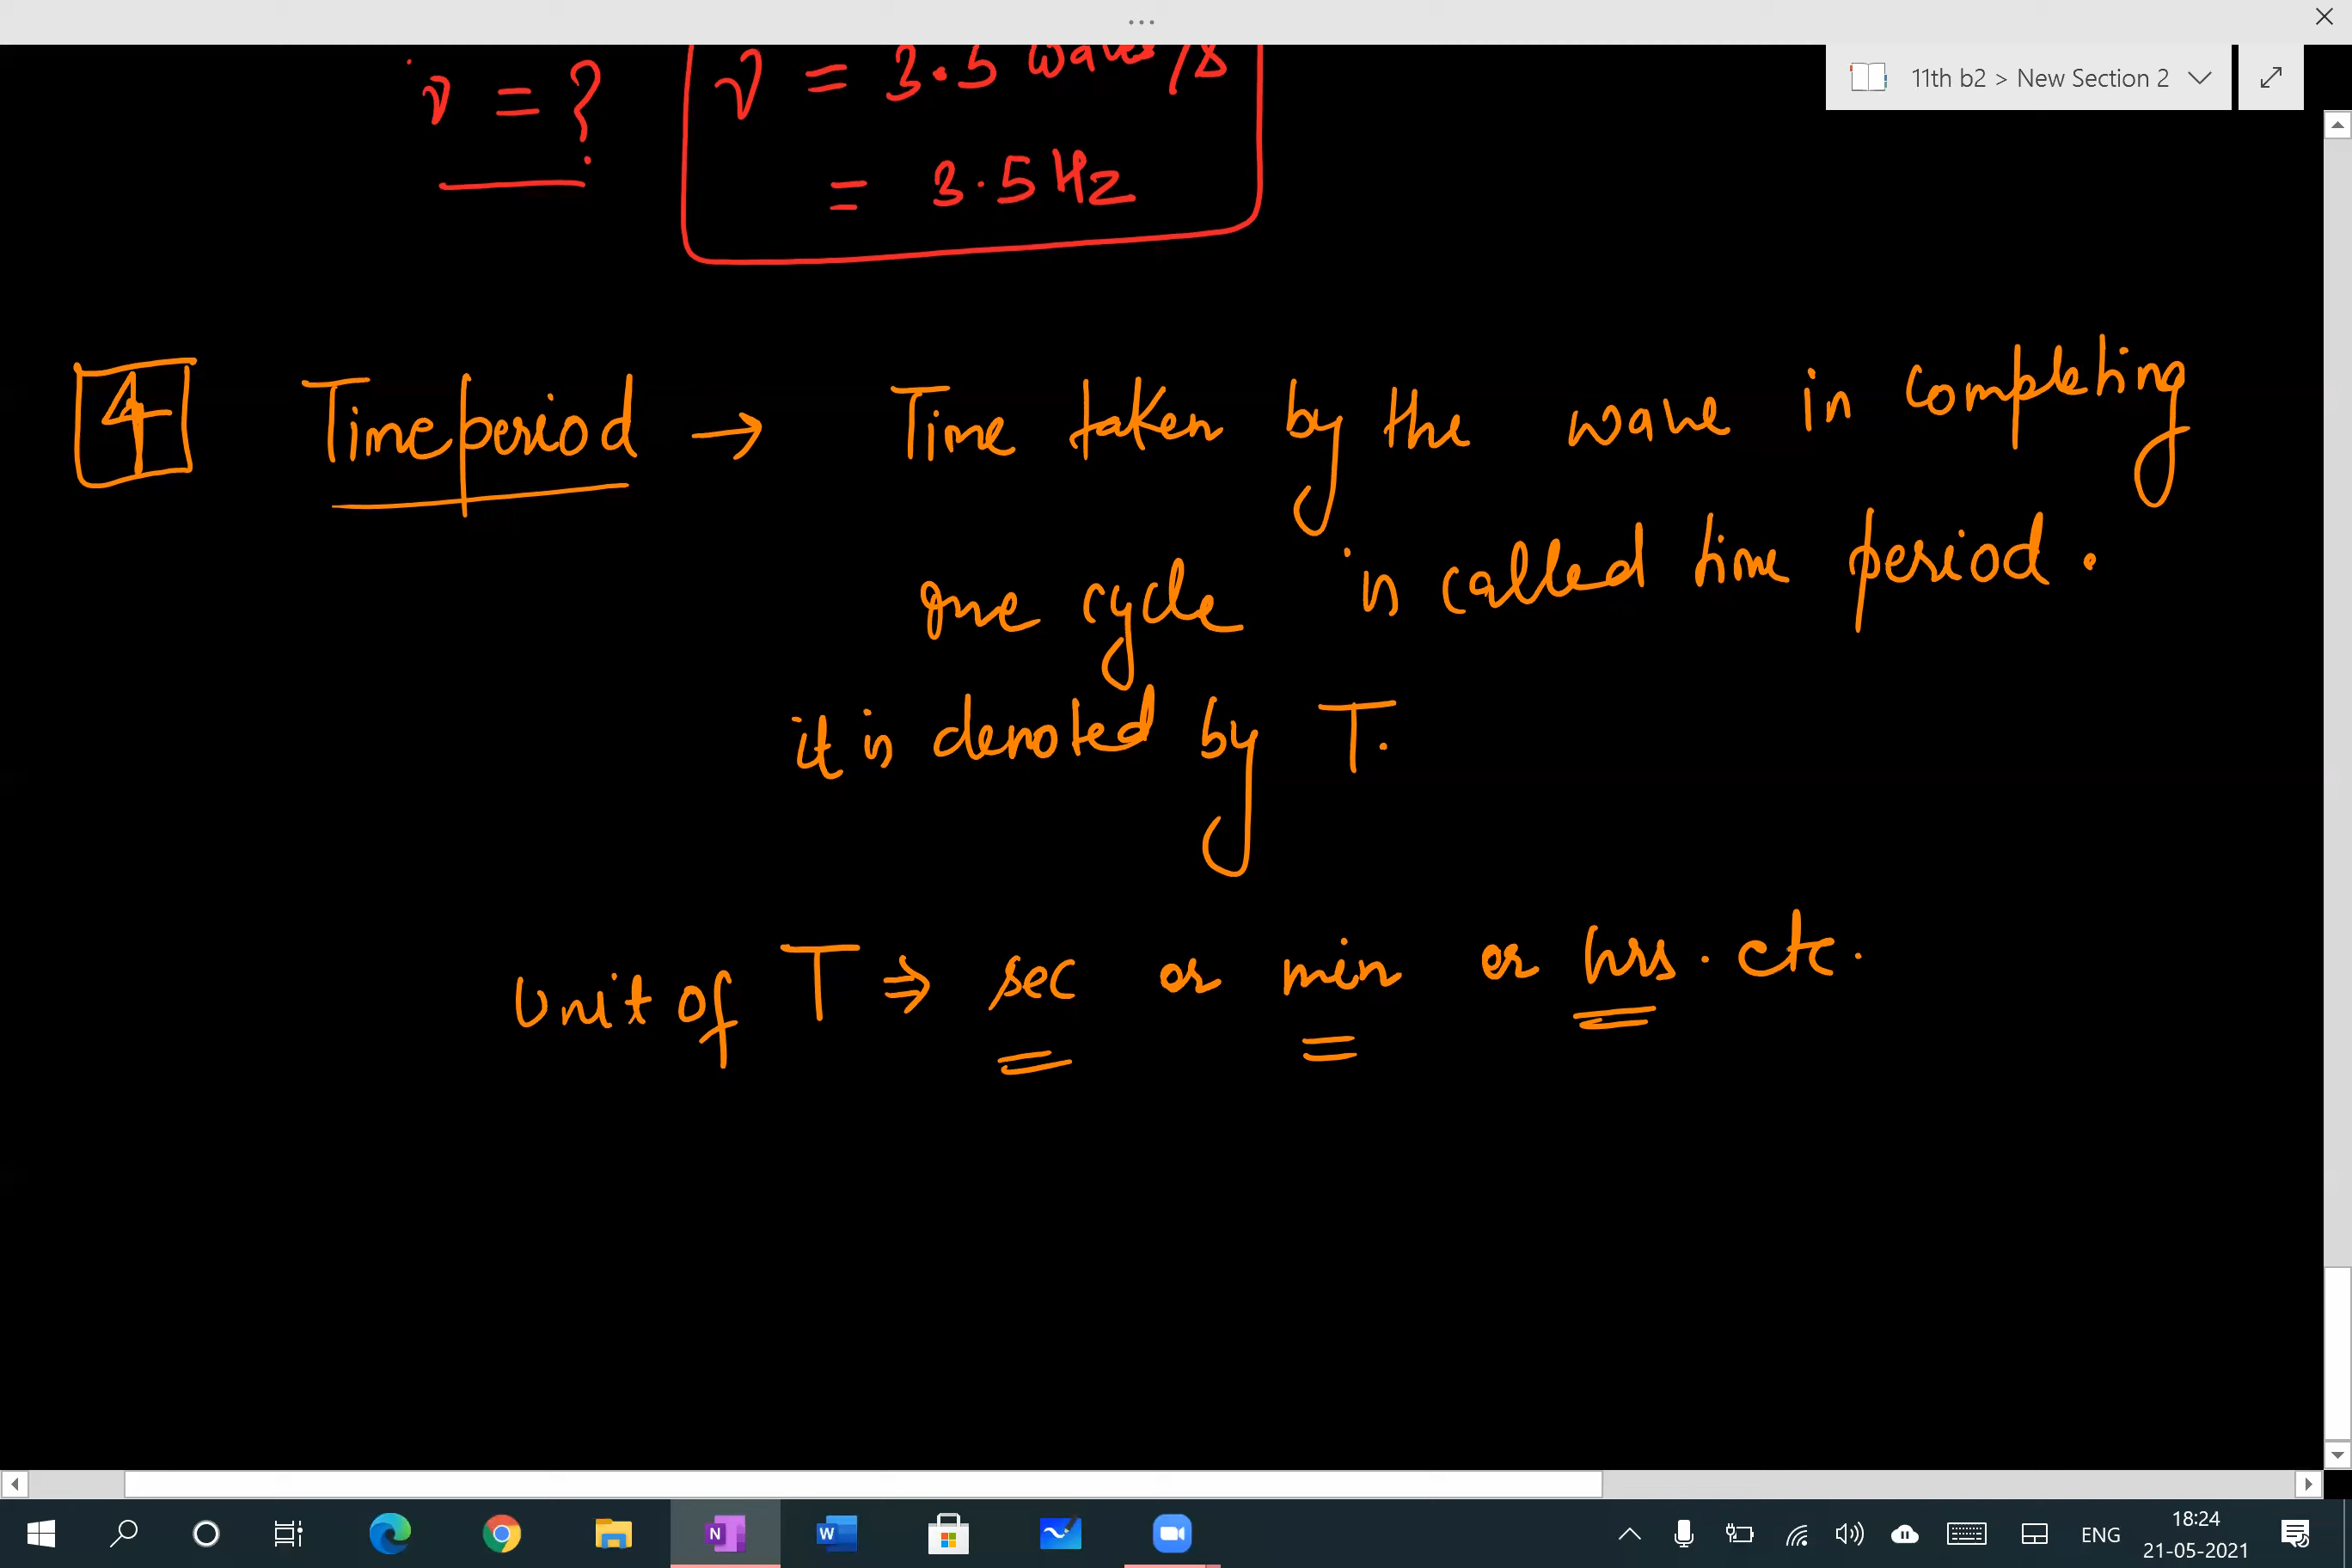 11th b2 > New Section 2
ν = ?
ν = 3.5 waves/s
= 3.5 Hz
4 Time period → Time taken by the wave in completing
one cycle is called time period.
it is denoted by T.
Unit of T ⇒ sec or min or hrs. etc.
ENG
18:24
21-05-2021